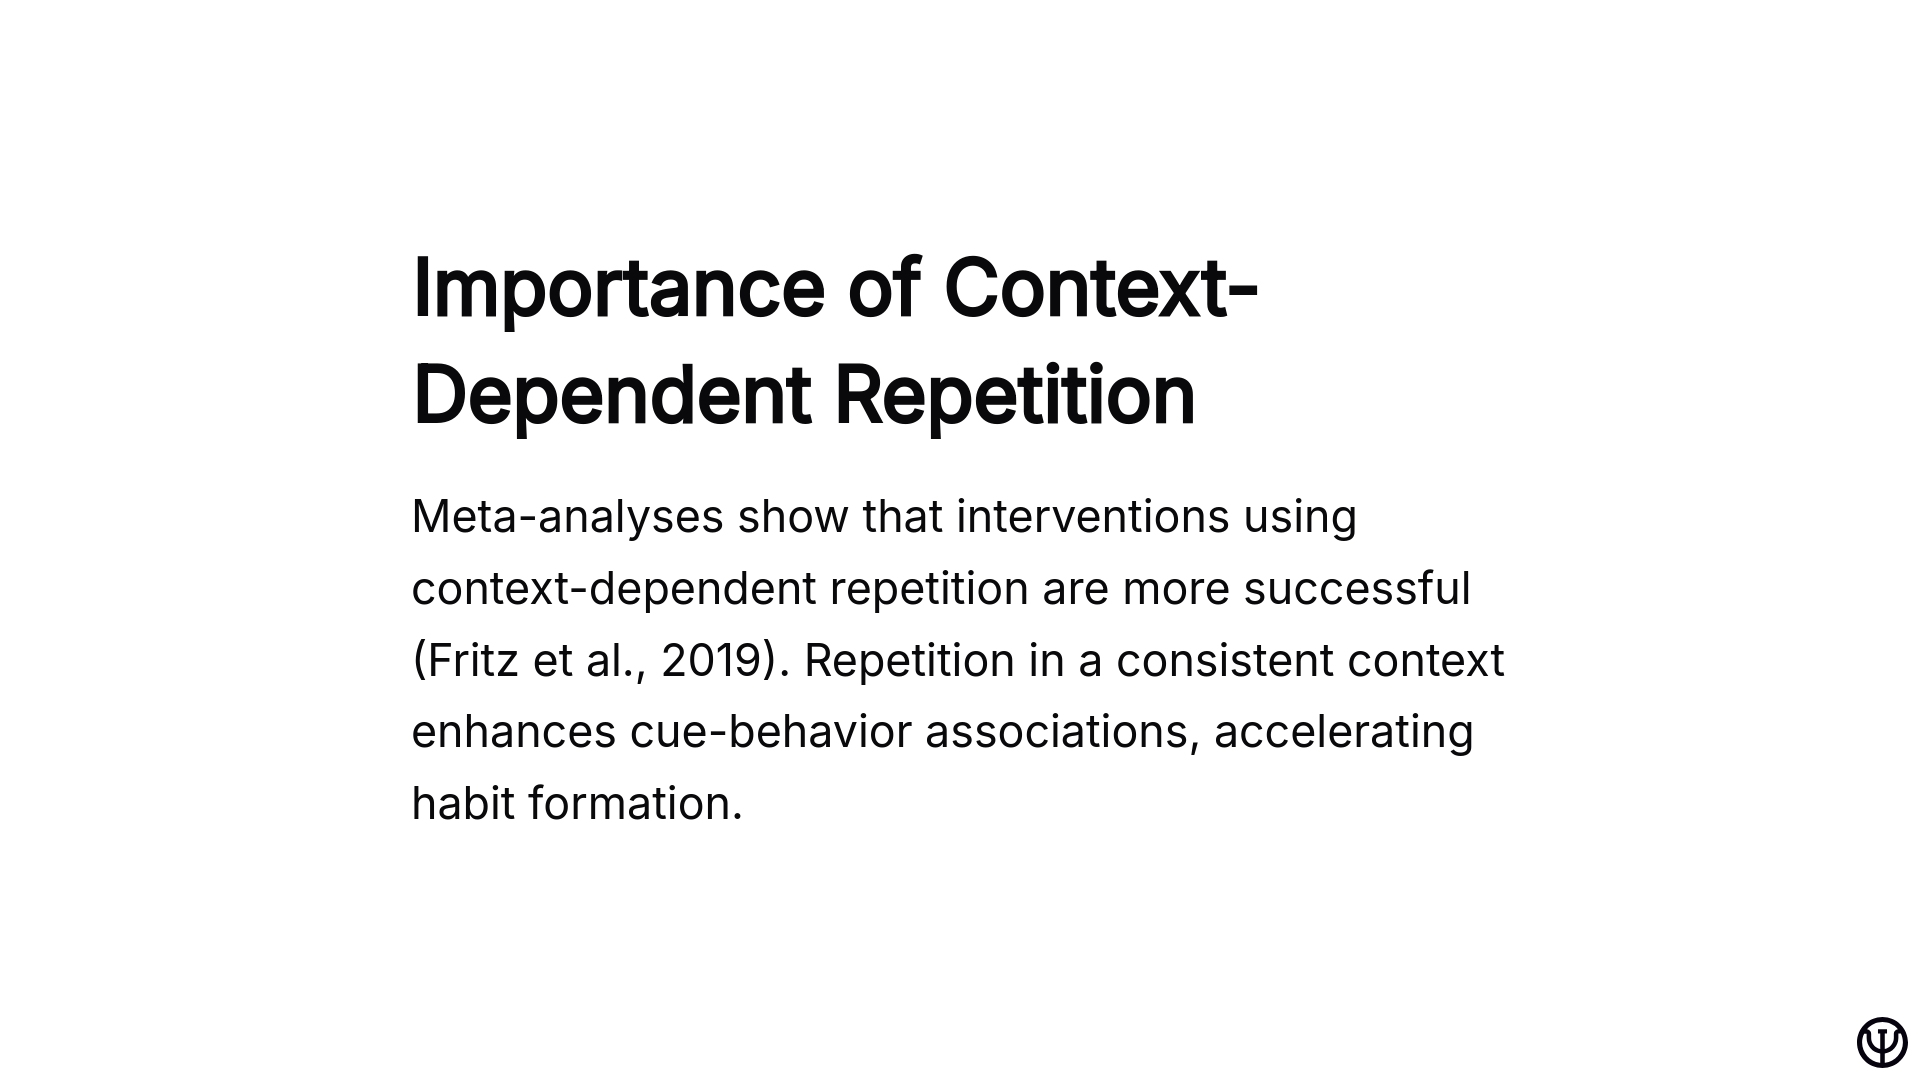 Importance of Context-
Dependent Repetition
Meta-analyses show that interventions using
context-dependent repetition are more successful
(Fritz et al., 2019). Repetition in a consistent context
enhances cue-behavior associations, accelerating
habit formation.